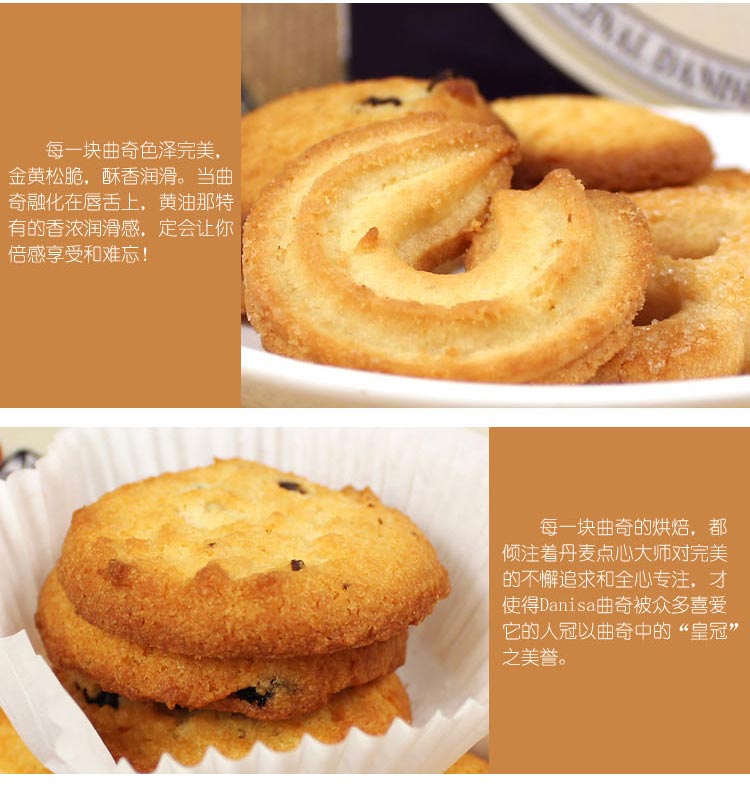 每一块曲奇色泽完美，
金黄松脆，酥香润滑。当曲
奇融化在唇舌上，黄油那特
有的香浓润滑感，定会让你
倍感享受和难忘！
每一块曲奇的烘焙，都
倾注着丹麦点心大师对完美
的不懈追求和全心专注，才
使得Danisa曲奇被众多喜爱
它的人冠以曲奇中的“皇冠”
之美誉。